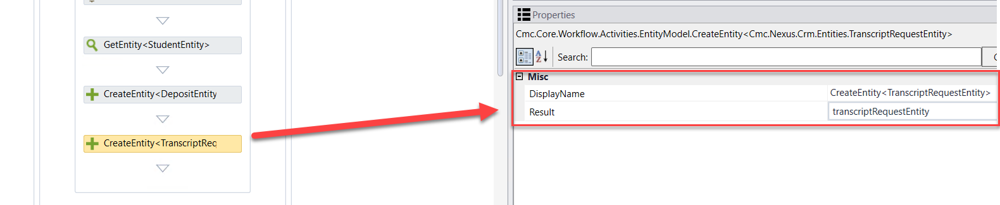 GetEntity<StudentEntity>
CreateEntity<DepositEntity
CreateEntity<TranscriptReq
Properties
Cmc.Core.Workflow.Activities.EntityModel.CreateEntity<Cmc.Nexus.Crm.Entities.TranscriptRequestEntity>
A
Z
Search:
Misc
DisplayName CreateEntity<TranscriptRequestEntity>
Result transcriptRequestEntity